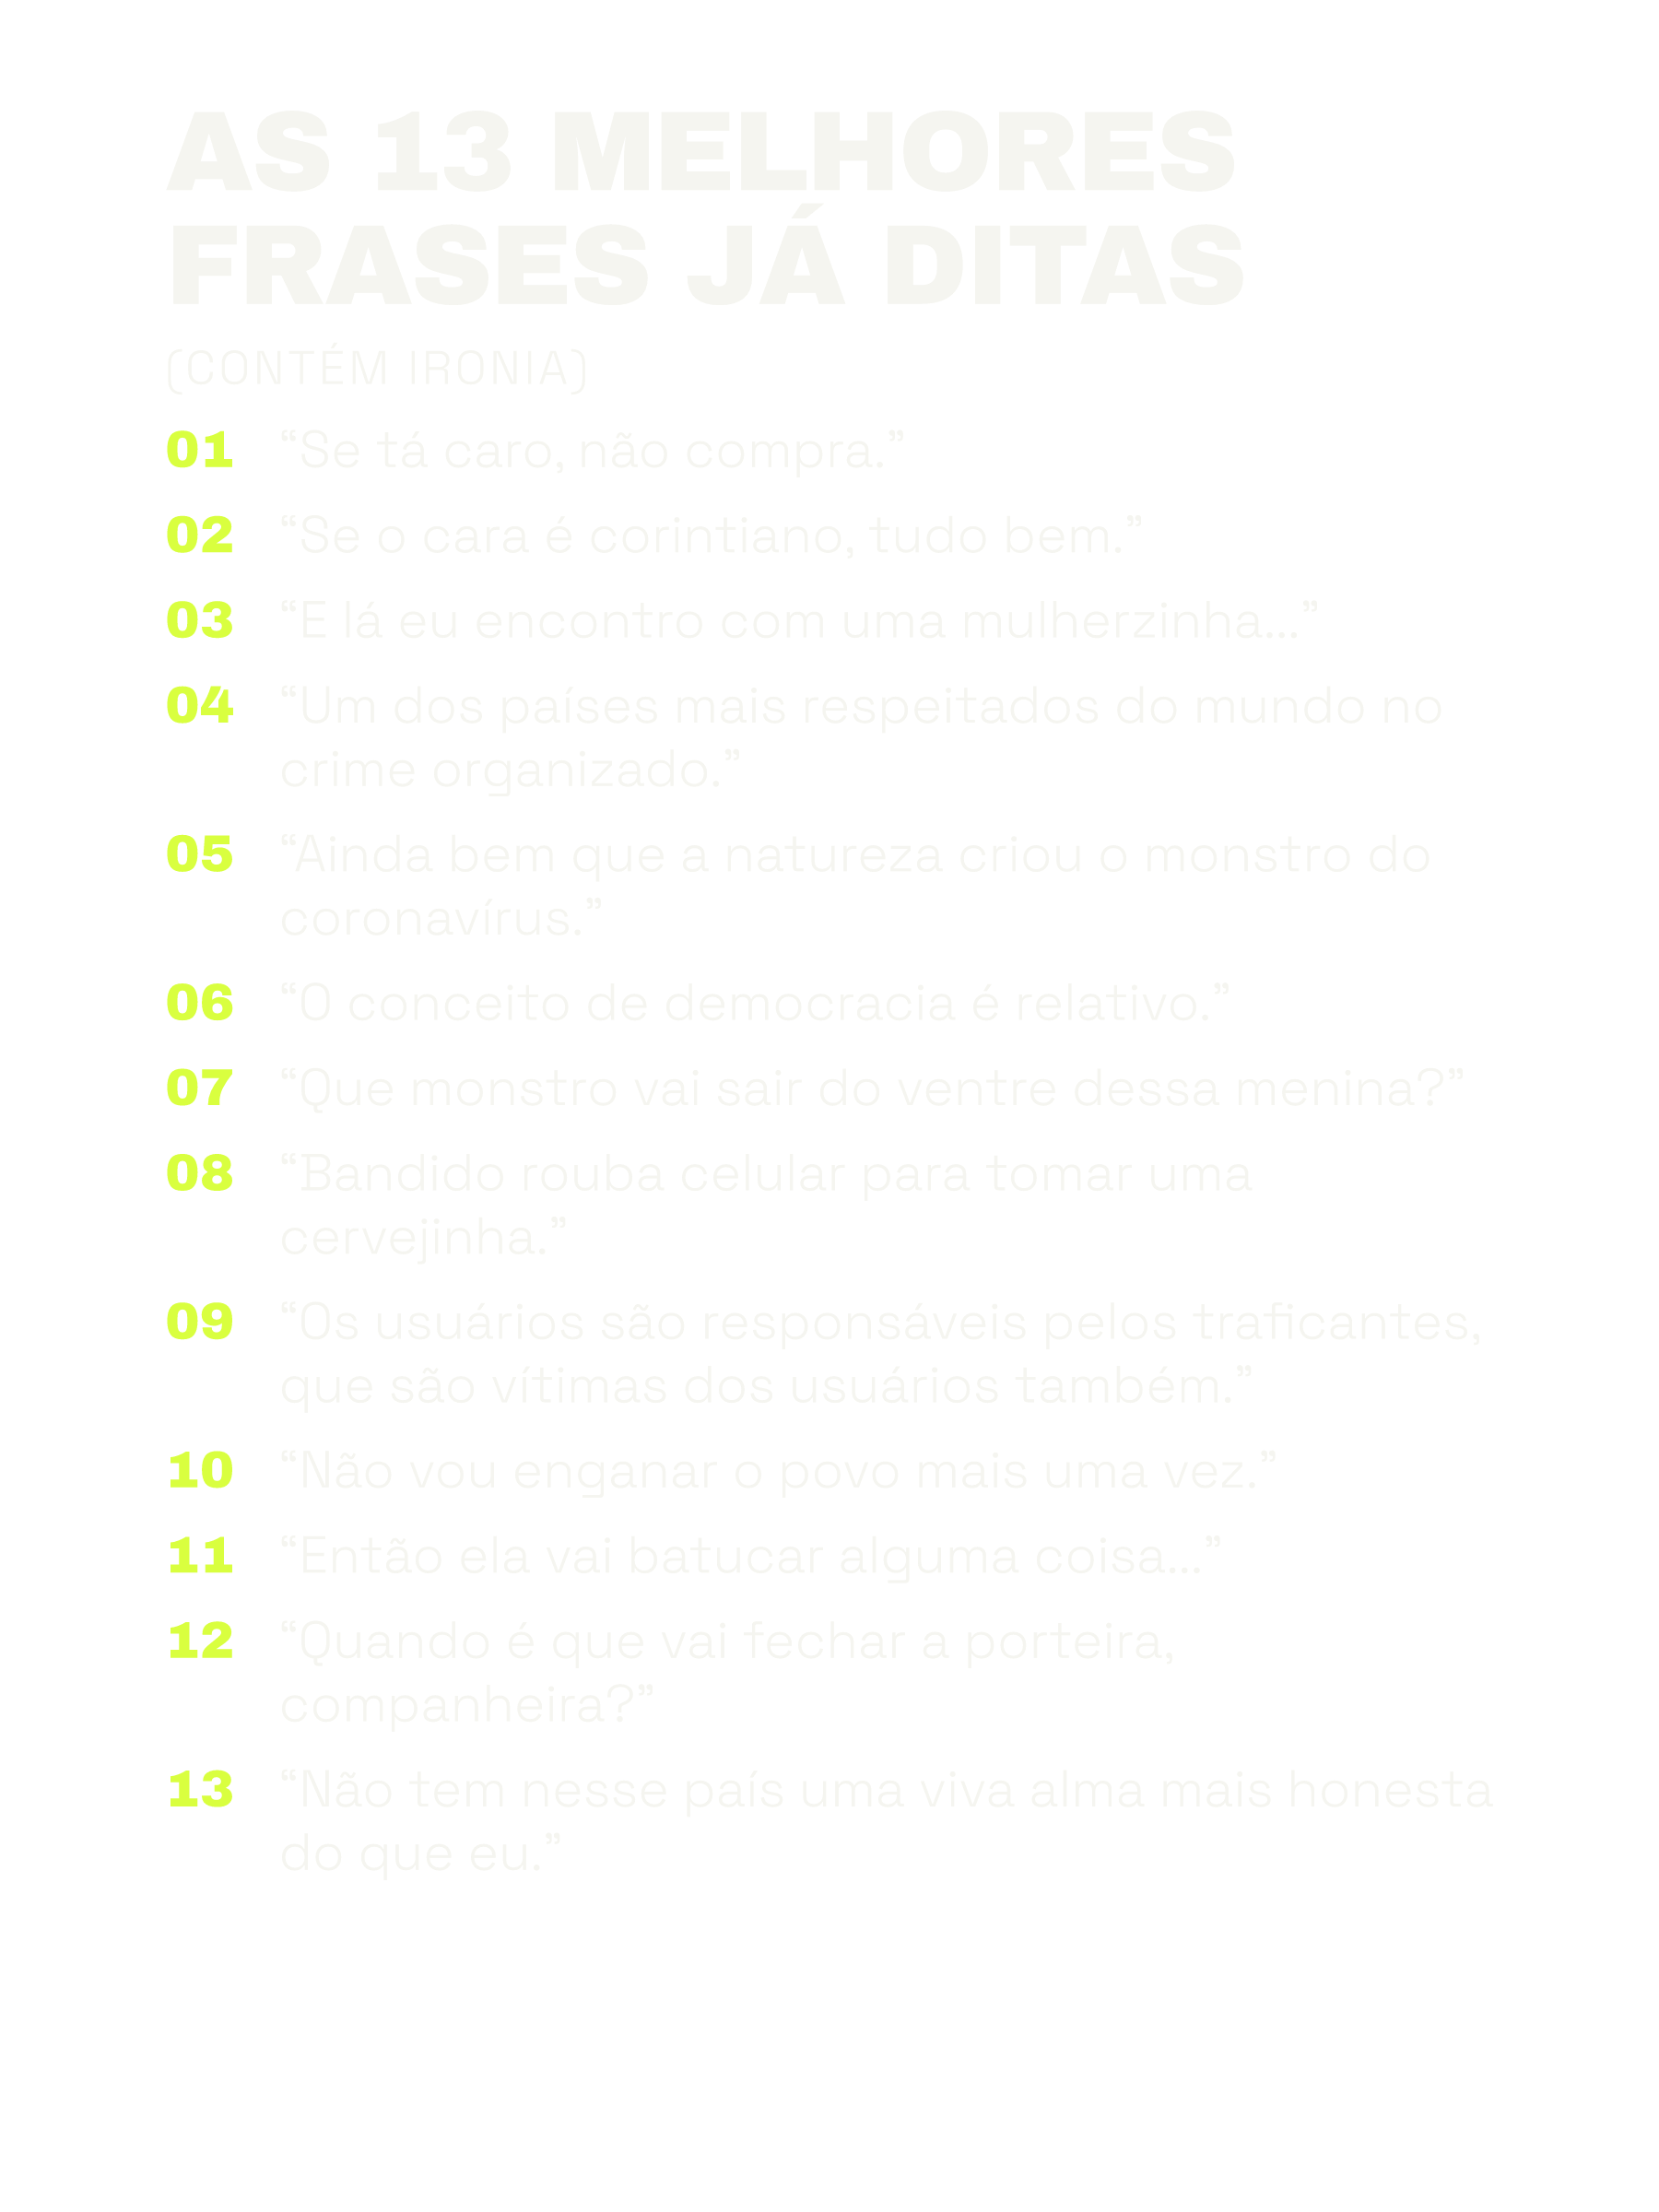 AS 13 MELHORES
FRASES JÁ DITAS
(CONTÉM IRONIA)
01 “Se tá caro, não compra.”
02 “Se o cara é corintiano, tudo bem.”
03 “E lá eu encontro com uma mulherzinha...”
04 “Um dos países mais respeitados do mundo no
crime organizado.”
05 “Ainda bem que a natureza criou o monstro do
coronavírus.”
06 “O conceito de democracia é relativo.”
07 “Que monstro vai sair do ventre dessa menina?”
08 “Bandido rouba celular para tomar uma
cervejinha.”
09 “Os usuários são responsáveis pelos traficantes,
que são vítimas dos usuários também.”
10 “Não vou enganar o povo mais uma vez.”
11 “Então ela vai batucar alguma coisa...”
12 “Quando é que vai fechar a porteira,
companheira?”
13 “Não tem nesse país uma viva alma mais honesta
do que eu.”